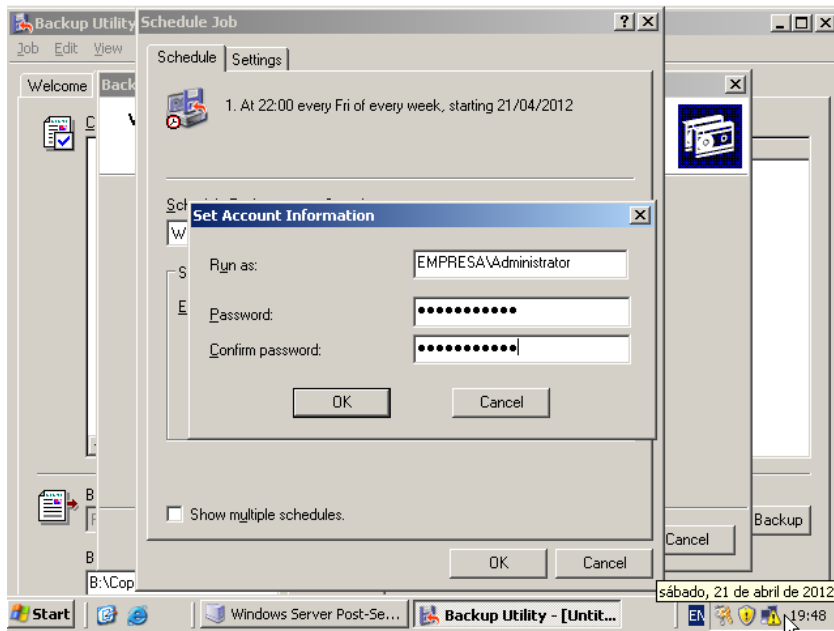 Backup Utility
Schedule Job
Job Edit View
Schedule Settings
Welcome
Back
1. At 22:00 every Fri of every week, starting 21/04/2012
Set Account Information
W
Run as:
EMPRESA\Administrator
Password:
●●●●●●●●●●●
Confirm password:
●●●●●●●●●●●
OK
Cancel
Show multiple schedules.
Backup
Cancel
B
OK
Cancel
B:\Cop
sábado, 21 de abril de 2012
Start
Windows Server Post-Se...
Backup Utility - [Untit...
EN
19:48